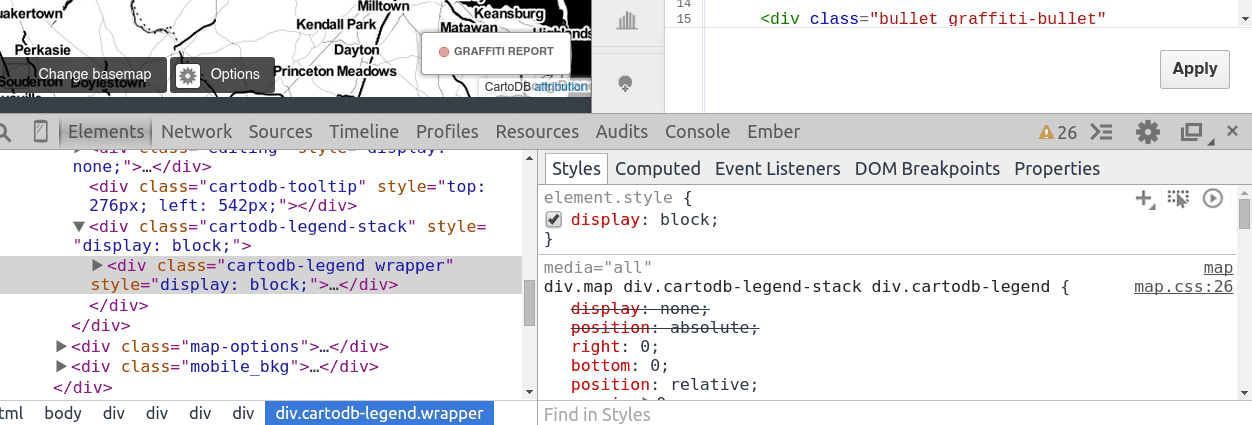 akertown
Milltown
Kendall Park
Keansburg
Matawan
Highlands
Perkasie
Dayton
GRAFFITI REPORT
Change basemap
Options
Princeton Meadows
Souderton
Doylestown
CartoDB attribution
14
15 <div class="bullet graffiti-bullet"
Apply
Elements Network Sources Timeline Profiles Resources Audits Console Ember 26
<div class="editing" style="display:
none;">…</div>
<div class="cartodb-tooltip" style="top:
276px; left: 542px;"></div>
<div class="cartodb-legend-stack" style=
"display: block;">
<div class="cartodb-legend wrapper"
style="display: block;">…</div>
</div>
</div>
<div class="map-options">…</div>
<div class="mobile_bkg">…</div>
</div>
tml body div div div div div.cartodb-legend.wrapper
Styles Computed Event Listeners DOM Breakpoints Properties
element.style {
display: block;
}
media="all" map
div.map div.cartodb-legend-stack div.cartodb-legend { map.css:26
display: none;
position: absolute;
right: 0;
bottom: 0;
position: relative;
Find in Styles